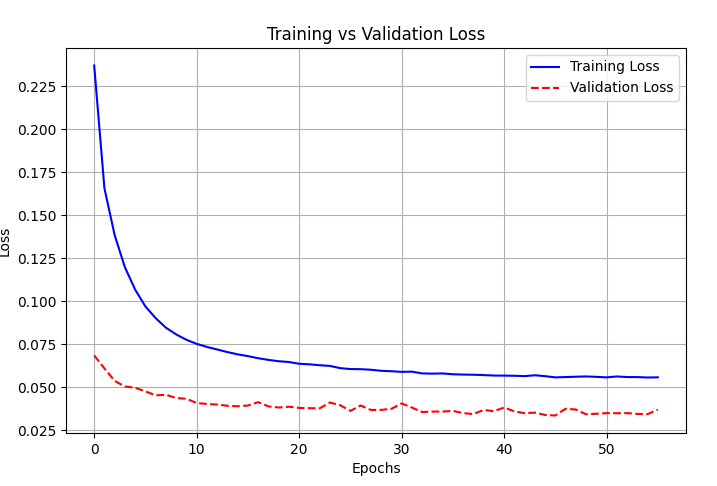 Training vs Validation Loss
Training Loss
Validation Loss
0.225
0.200
0.175
0.150
0.125
0.100
0.075
0.050
0.025
Loss
0 10 20 30 40 50
Epochs